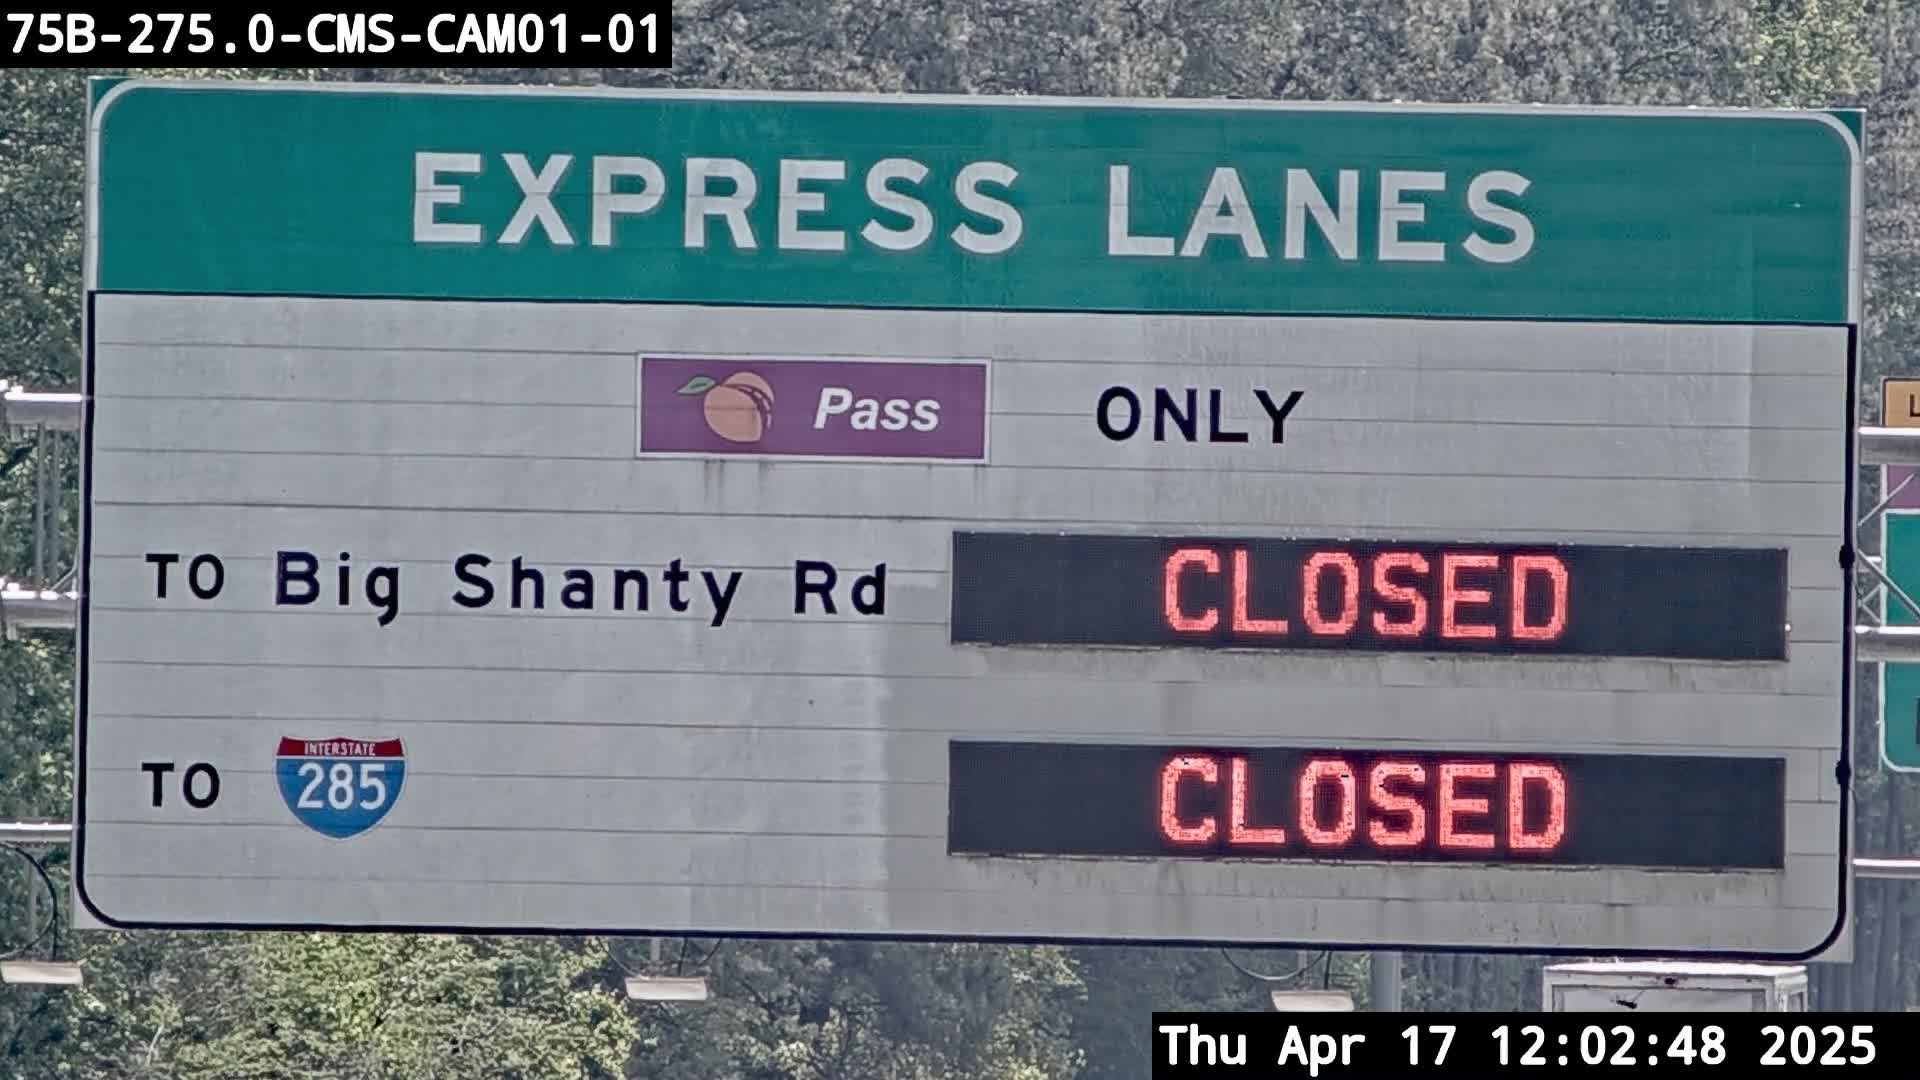 75B-275.0-CMS-CAM01-01
EXPRESS LANES
Pass ONLY
TO Big Shanty Rd CLOSED
TO INTERSTATE 285 CLOSED
Thu Apr 17 12:02:48 2025